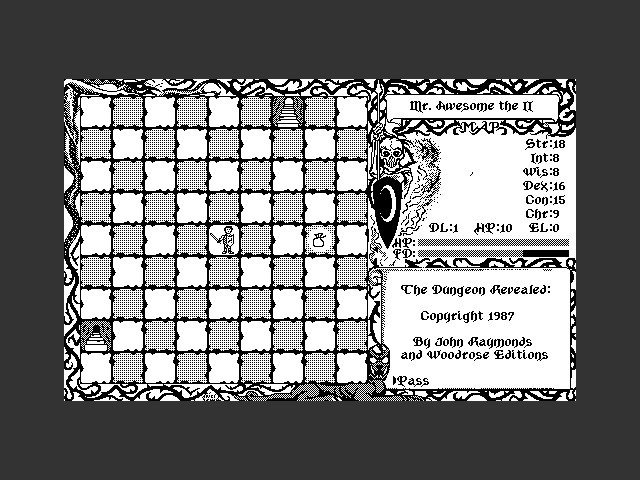 Mr. Awesome the II
MAP
Str:18
Int:8
Wis:8
Dex:16
Con:15
Chr:9
DL:1 HP:10 EL:0
HP:
FD:
The Dungeon Revealed:
Copyright 1987
By John Raymonds
and Woodrose Editions
Pass